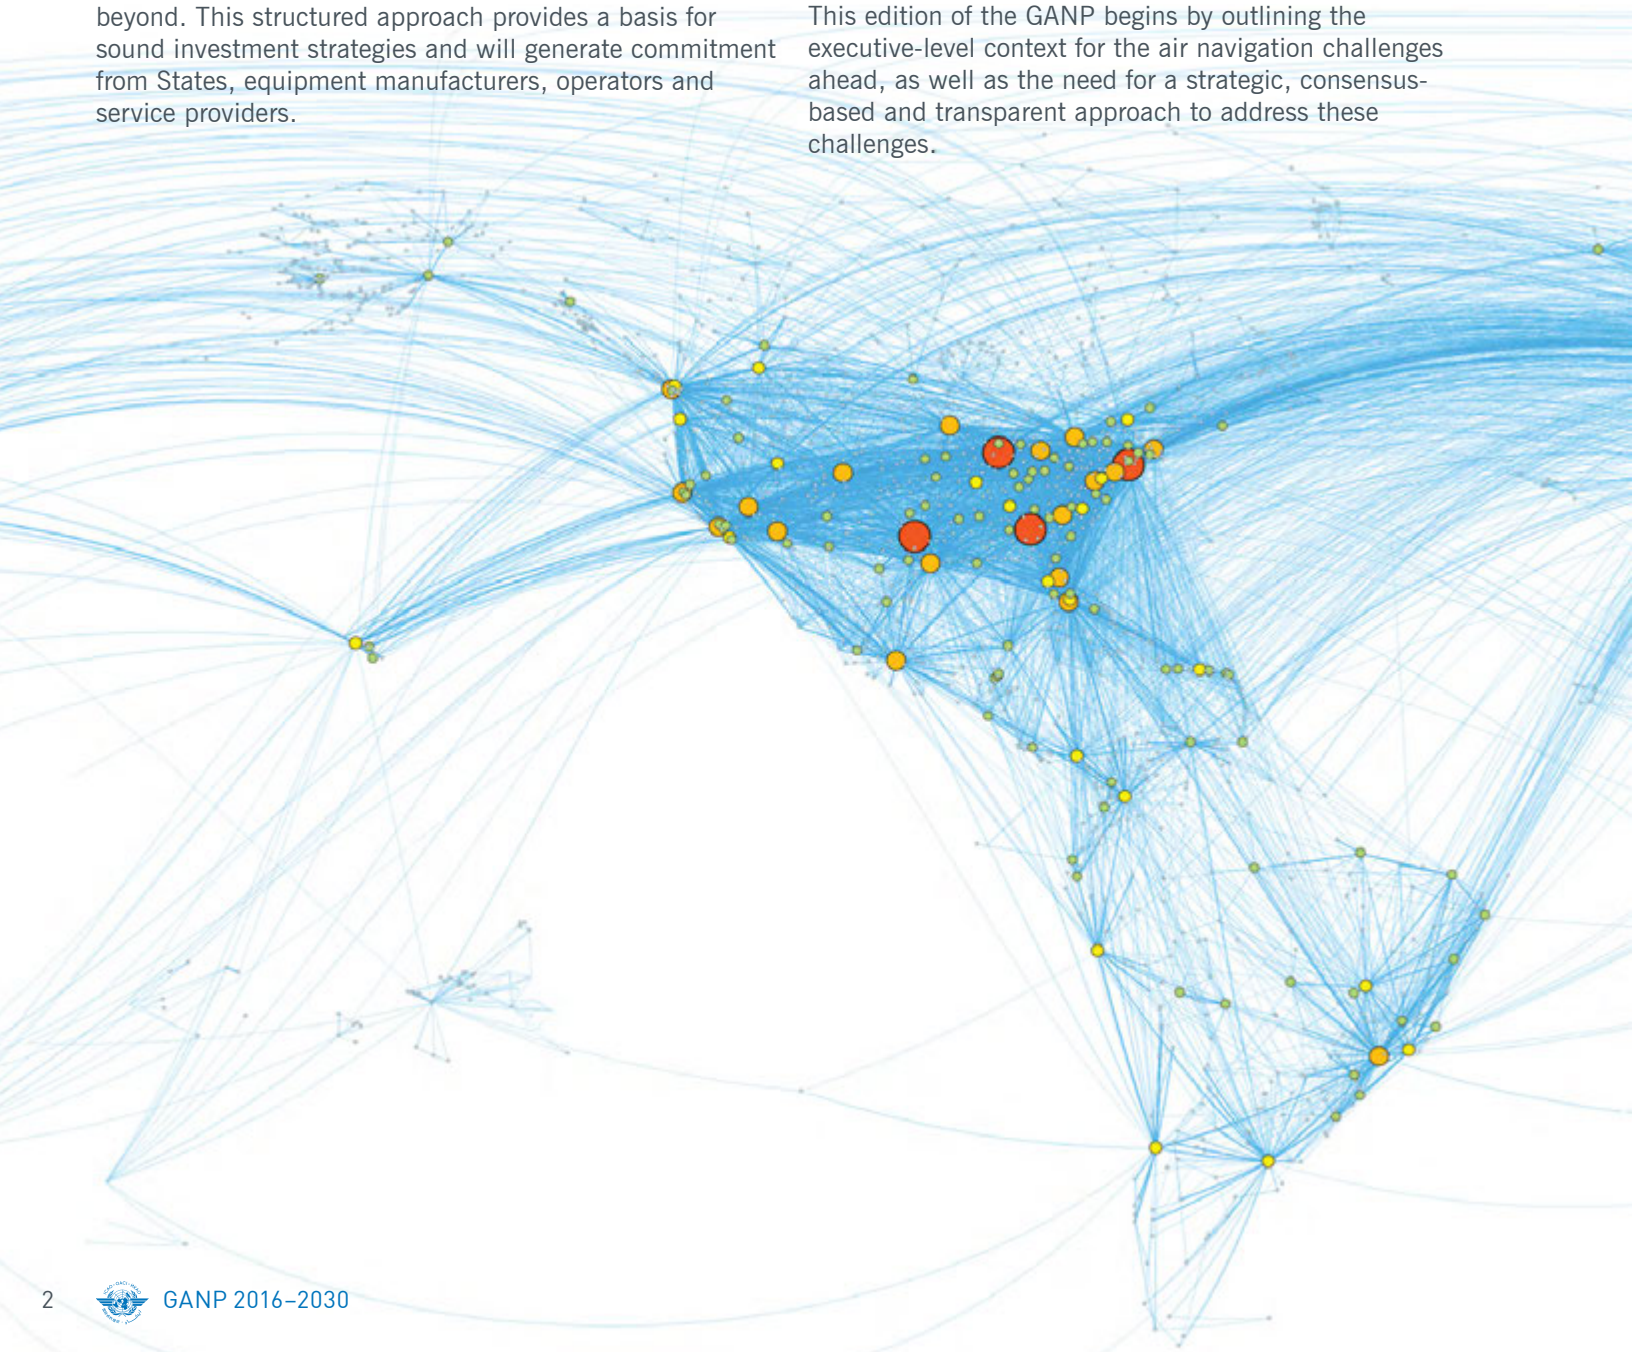 beyond. This structured approach provides a basis for
sound investment strategies and will generate commitment
from States, equipment manufacturers, operators and
service providers.
This edition of the GANP begins by outlining the
executive-level context for the air navigation challenges
ahead, as well as the need for a strategic, consensus-
based and transparent approach to address these
challenges.
2
GANP 2016–2030